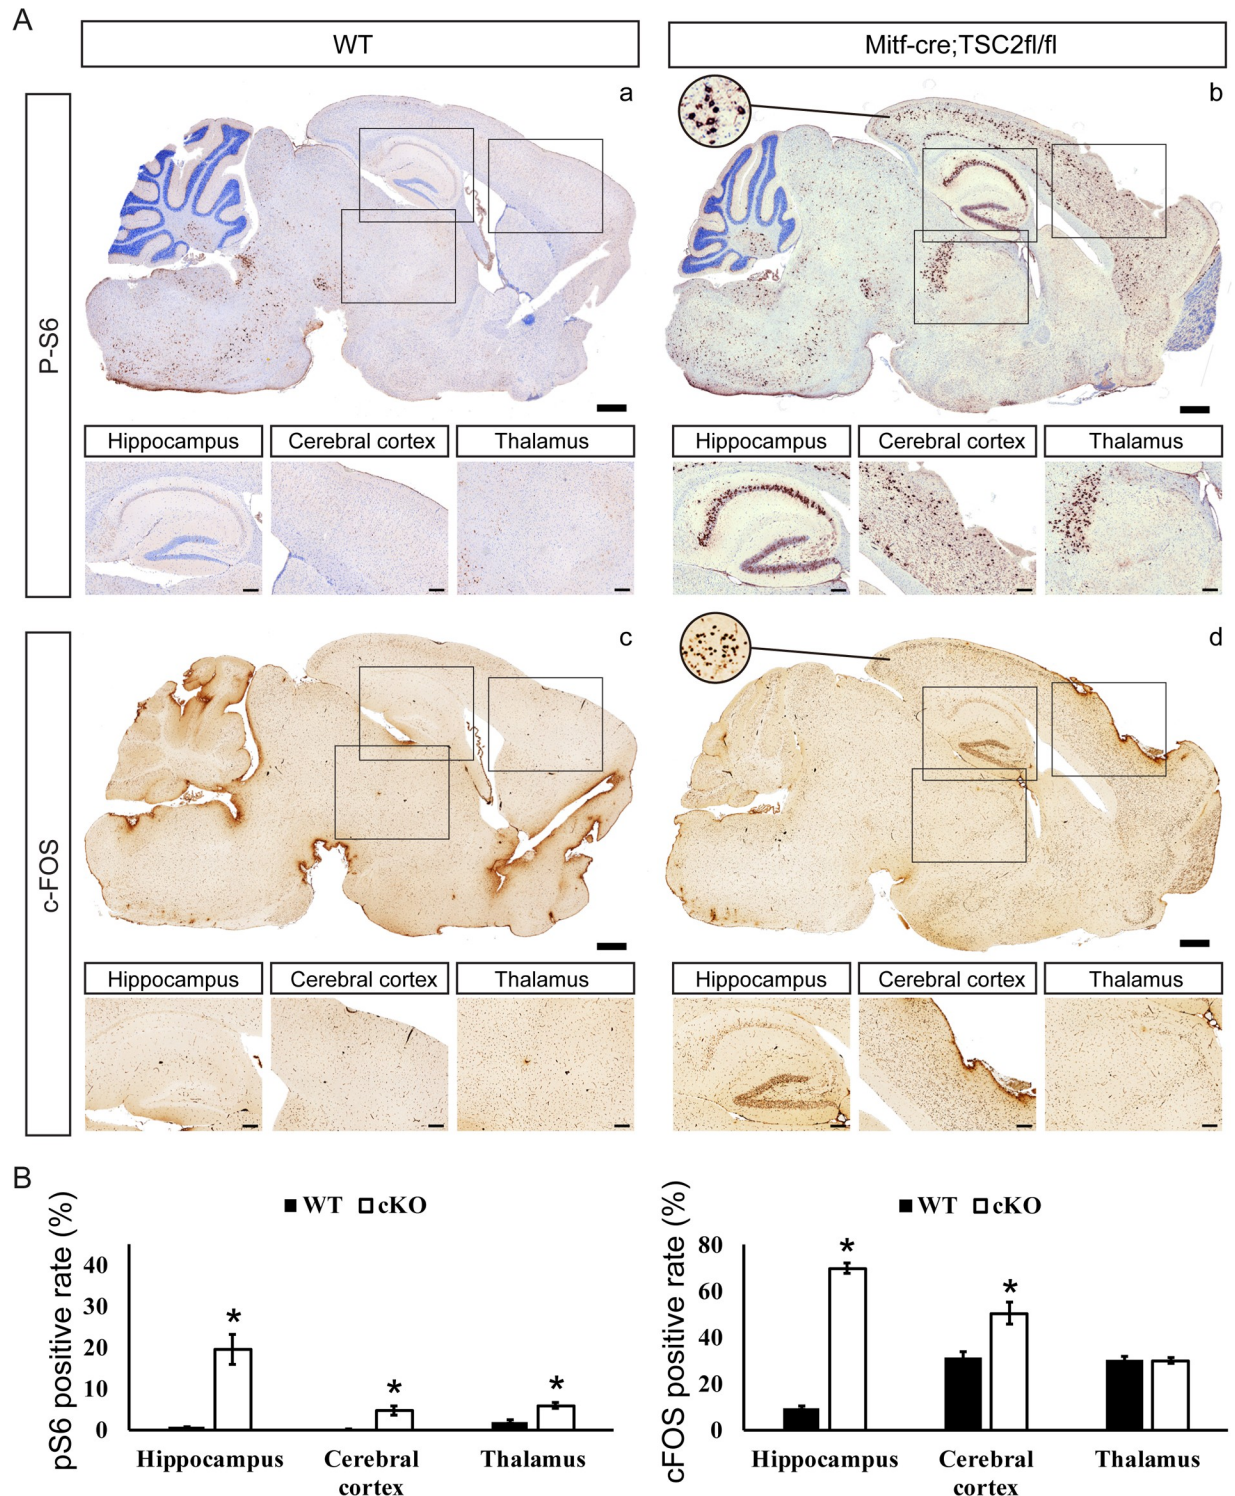 A
WT
Mitf-cre;TSC2fl/fl
a
b
P-S6
Hippocampus
Cerebral cortex
Thalamus
Hippocampus
Cerebral cortex
Thalamus
c
d
c-FOS
Hippocampus
Cerebral cortex
Thalamus
Hippocampus
Cerebral cortex
Thalamus
B
pS6 positive rate (%)
WT cKO
40
30
20
10
0
*
*
*
Hippocampus
Cerebral
cortex
Thalamus
cFOS positive rate (%)
WT cKO
80
60
40
20
0
*
*
Hippocampus
Cerebral
cortex
Thalamus